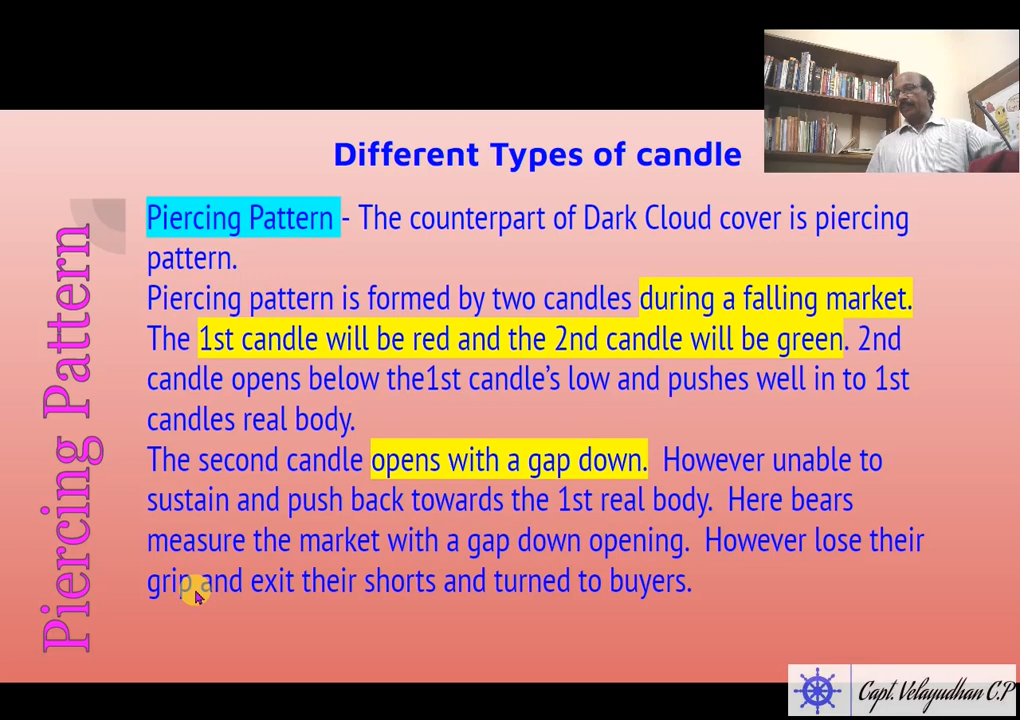 Different Types of candle
Piercing Pattern
Piercing Pattern - The counterpart of Dark Cloud cover is piercing
pattern.
Piercing pattern is formed by two candles during a falling market.
The 1st candle will be red and the 2nd candle will be green. 2nd
candle opens below the1st candle's low and pushes well in to 1st
candles real body.
The second candle opens with a gap down. However unable to
sustain and push back towards the 1st real body. Here bears
measure the market with a gap down opening. However lose their
grip and exit their shorts and turned to buyers.
Capt. Velayudhan C.P